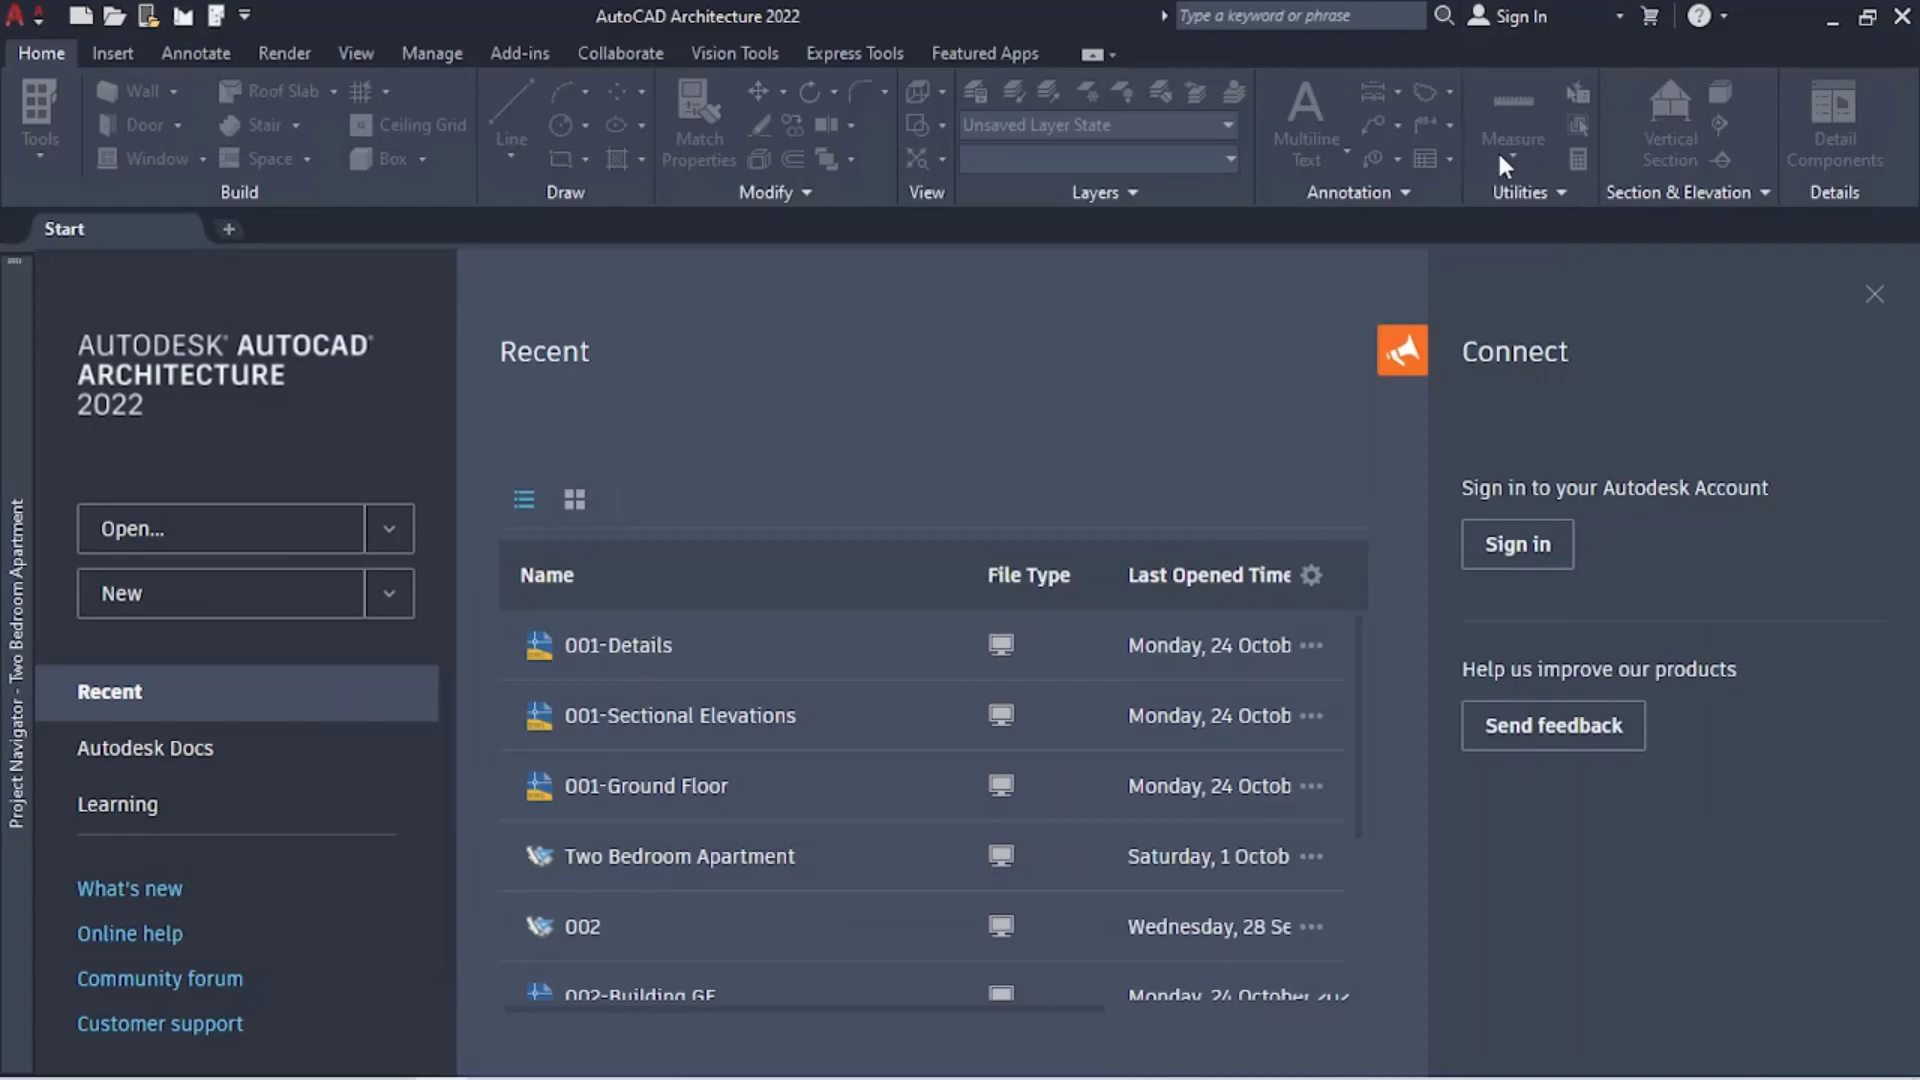 AutoCAD Architecture 2022
Type a keyword or phrase
Sign In
Home Insert Annotate Render View Manage Add-ins Collaborate Vision Tools Express Tools Featured Apps
Tools
Wall
Door
Window
Roof Slab
Stair
Space
Ceiling Grid
Box
Build
Line
Draw
Match
Properties
Modify
View
Unsaved Layer State
Layers
Multiline
Text
Annotation
Measure
Utilities
Vertical
Section
Section & Elevation
Detail
Components
Details
Start
Project Navigator - Two Bedroom Apartment
AUTODESK® AUTOCAD®
ARCHITECTURE
2022
Open...
New
Recent
Autodesk Docs
Learning
What's new
Online help
Community forum
Customer support
Recent
Name File Type Last Opened Time
001-Details Monday, 24 Octob
001-Sectional Elevations Monday, 24 Octob
001-Ground Floor Monday, 24 Octob
Two Bedroom Apartment Saturday, 1 Octob
002 Wednesday, 28 Se
002-Building GF Monday, 24 October
Connect
Sign in to your Autodesk Account
Sign in
Help us improve our products
Send feedback